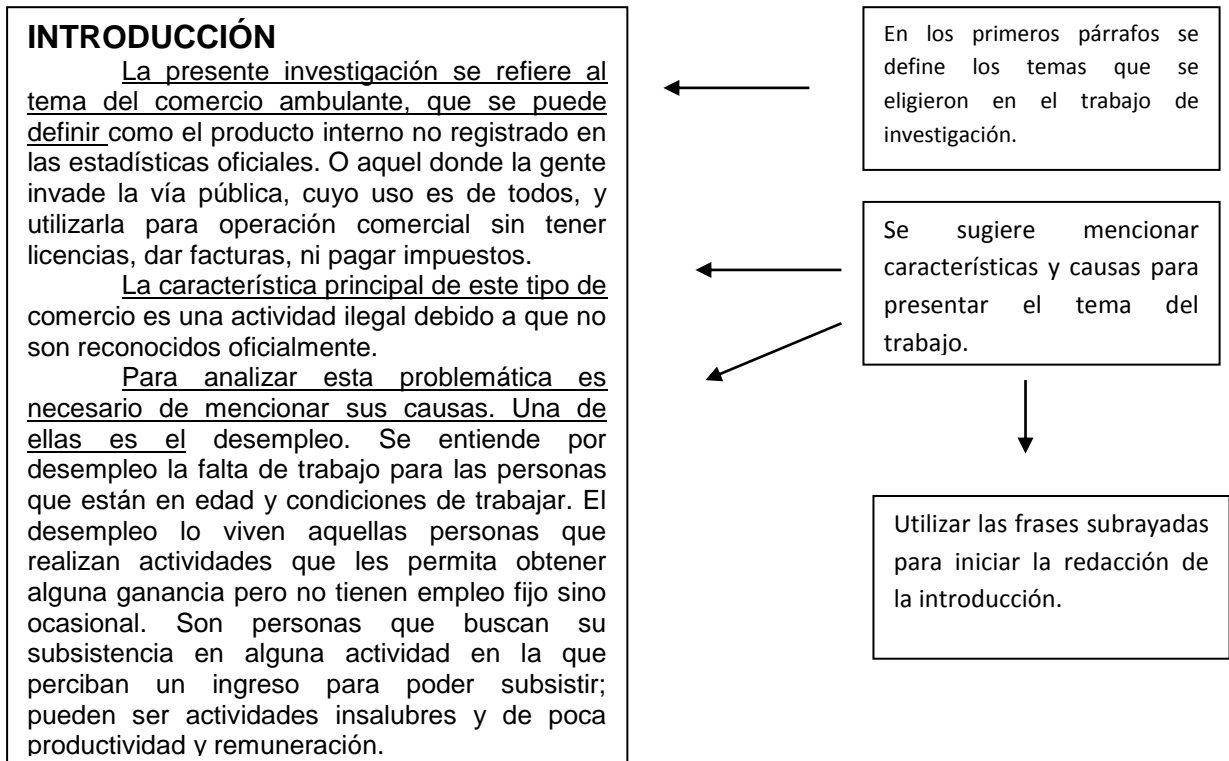 INTRODUCCIÓN
La presente investigación se refiere al
tema del comercio ambulante, que se puede
definir como el producto interno no registrado en
las estadísticas oficiales. O aquel donde la gente
invade la vía pública, cuyo uso es de todos, y
utilizarla para operación comercial sin tener
licencias, dar facturas, ni pagar impuestos.
La característica principal de este tipo de
comercio es una actividad ilegal debido a que no
son reconocidos oficialmente.
Para analizar esta problemática es
necesario de mencionar sus causas. Una de
ellas es el desempleo. Se entiende por
desempleo la falta de trabajo para las personas
que están en edad y condiciones de trabajar. El
desempleo lo viven aquellas personas que
realizan actividades que les permita obtener
alguna ganancia pero no tienen empleo fijo sino
ocasional. Son personas que buscan su
subsistencia en alguna actividad en la que
perciban un ingreso para poder subsistir;
pueden ser actividades insalubres y de poca
productividad y remuneración.
En los primeros párrafos se
define los temas que se
eligieron en el trabajo de
investigación.
Se sugiere mencionar
características y causas para
presentar el tema del
trabajo.
Utilizar las frases subrayadas
para iniciar la redacción de
la introducción.